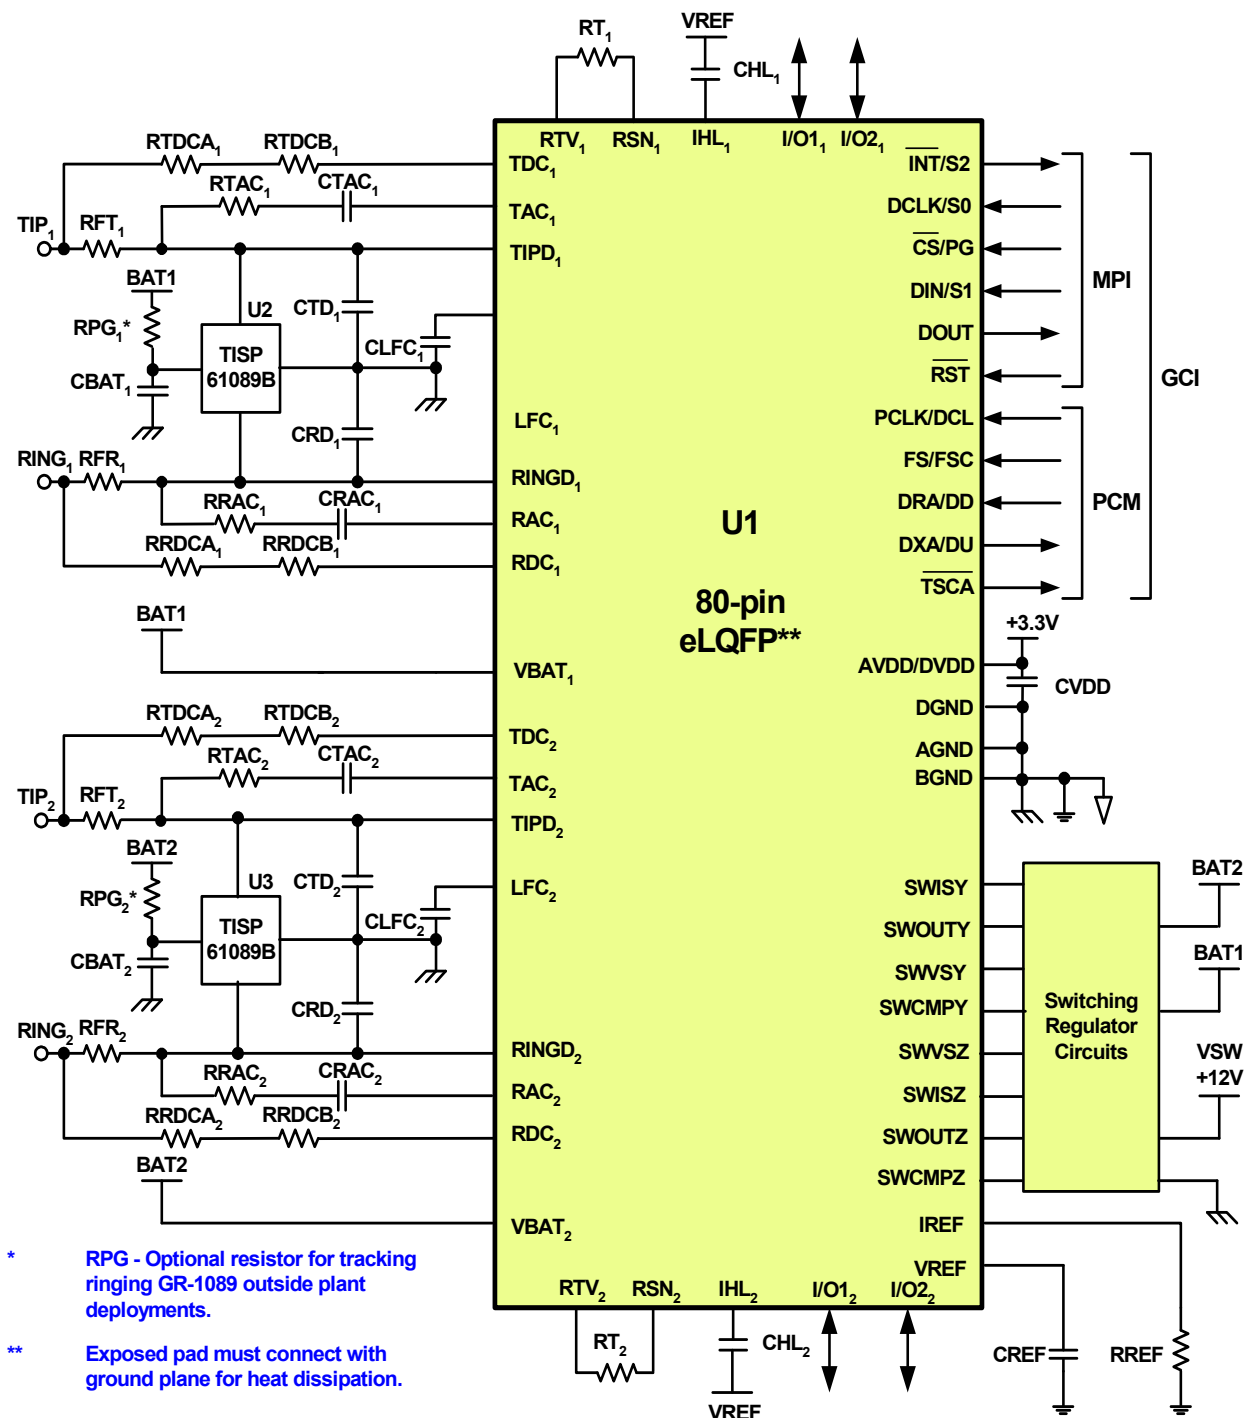 RT1
VREF
CHL1
RTV1
RSN1
IHL1
I/O11
I/O21
RTDCA1
RTDCB1
TDC1
RTAC1
CTAC1
TAC1
TIP1
RFT1
TIPD1
BAT1
RPG1*
U2
TISP
61089B
CTD1
CLFC1
CBAT1
CRD1
LFC1
RING1
RFR1
RINGD1
RRAC1
CRAC1
RAC1
RRDCA1
RRDCB1
RDC1
BAT1
VBAT1
U1
80-pin
eLQFP**
INT/S2
DCLK/S0
CS/PG
DIN/S1
DOUT
RST
MPI
GCI
PCLK/DCL
FS/FSC
DRA/DD
DXA/DU
TSCA
PCM
+3.3V
AVDD/DVDD
CVDD
DGND
AGND
BGND
RTDCA2
RTDCB2
TDC2
RTAC2
CTAC2
TAC2
TIP2
RFT2
TIPD2
BAT2
RPG2*
U3
TISP
61089B
CTD2
CLFC2
LFC2
CBAT2
CRD2
RING2
RFR2
RINGD2
RRAC2
CRAC2
RAC2
RRDCA2
RRDCB2
RDC2
BAT2
VBAT2
SWISY
SWOUTY
SWVSY
SWCMPY
SWVSZ
SWISZ
SWOUTZ
SWCMPZ
Switching
Regulator
Circuits
BAT2
BAT1
VSW
+12V
IREF
VREF
RTV2
RSN2
IHL2
I/O12
I/O22
RT2
CHL2
VREF
CREF
RREF
* RPG - Optional resistor for tracking
ringing GR-1089 outside plant
deployments.
** Exposed pad must connect with
ground plane for heat dissipation.